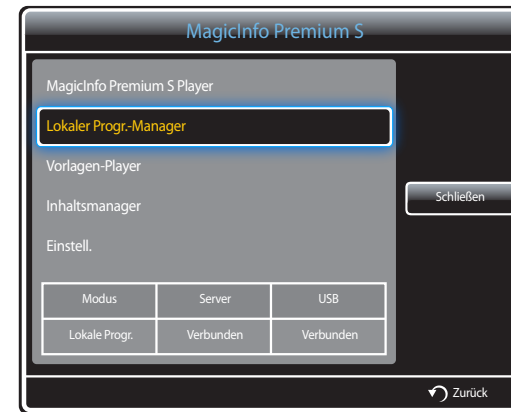 MagicInfo Premium S
MagicInfo Premium S Player
Lokaler Progr.-Manager
Vorlagen-Player
Inhaltsmanager
Einstell.
Schließen
Modus Server USB
Lokale Progr. Verbunden Verbunden
Zurück